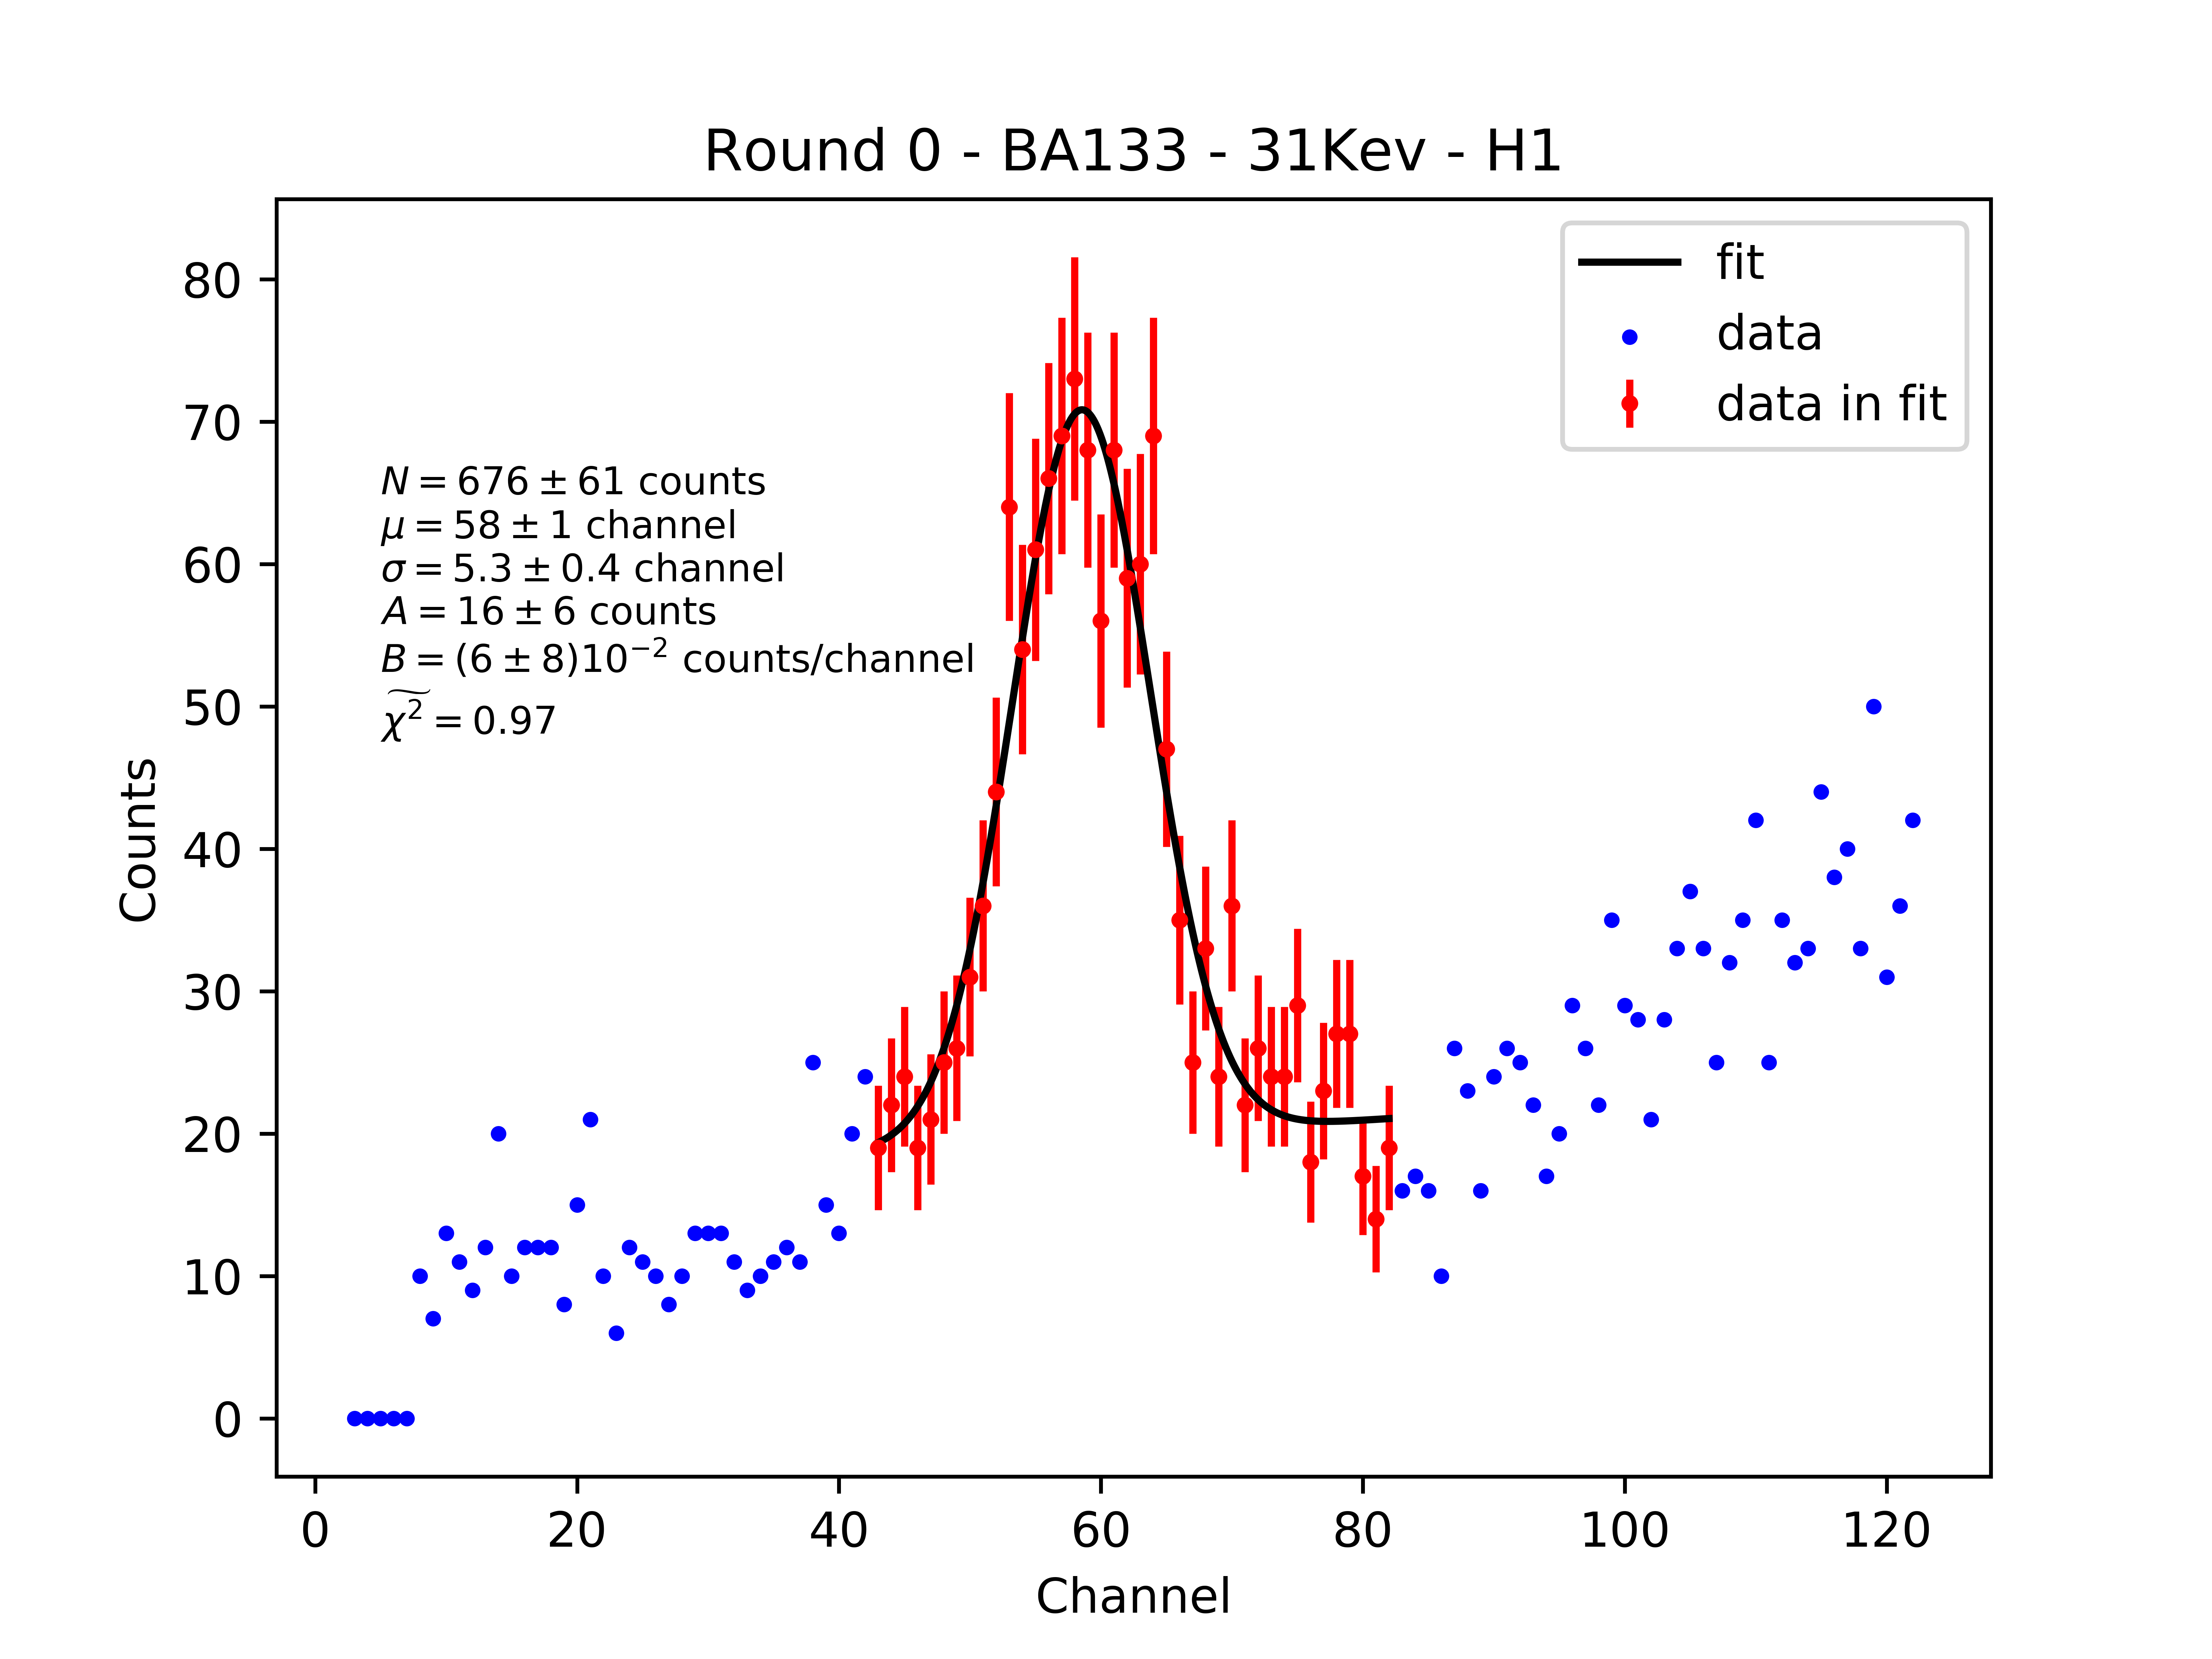 Round 0 - BA133 - 31Kev - H1
fit
data
data in fit
N = 676 ± 61 counts
μ = 58 ± 1 channel
σ = 5.3 ± 0.4 channel
A = 16 ± 6 counts
B = (6 ± 8)10⁻² counts/channel
χ̃² = 0.97
Counts
80
70
60
50
40
30
20
10
0
0 20 40 60 80 100 120
Channel